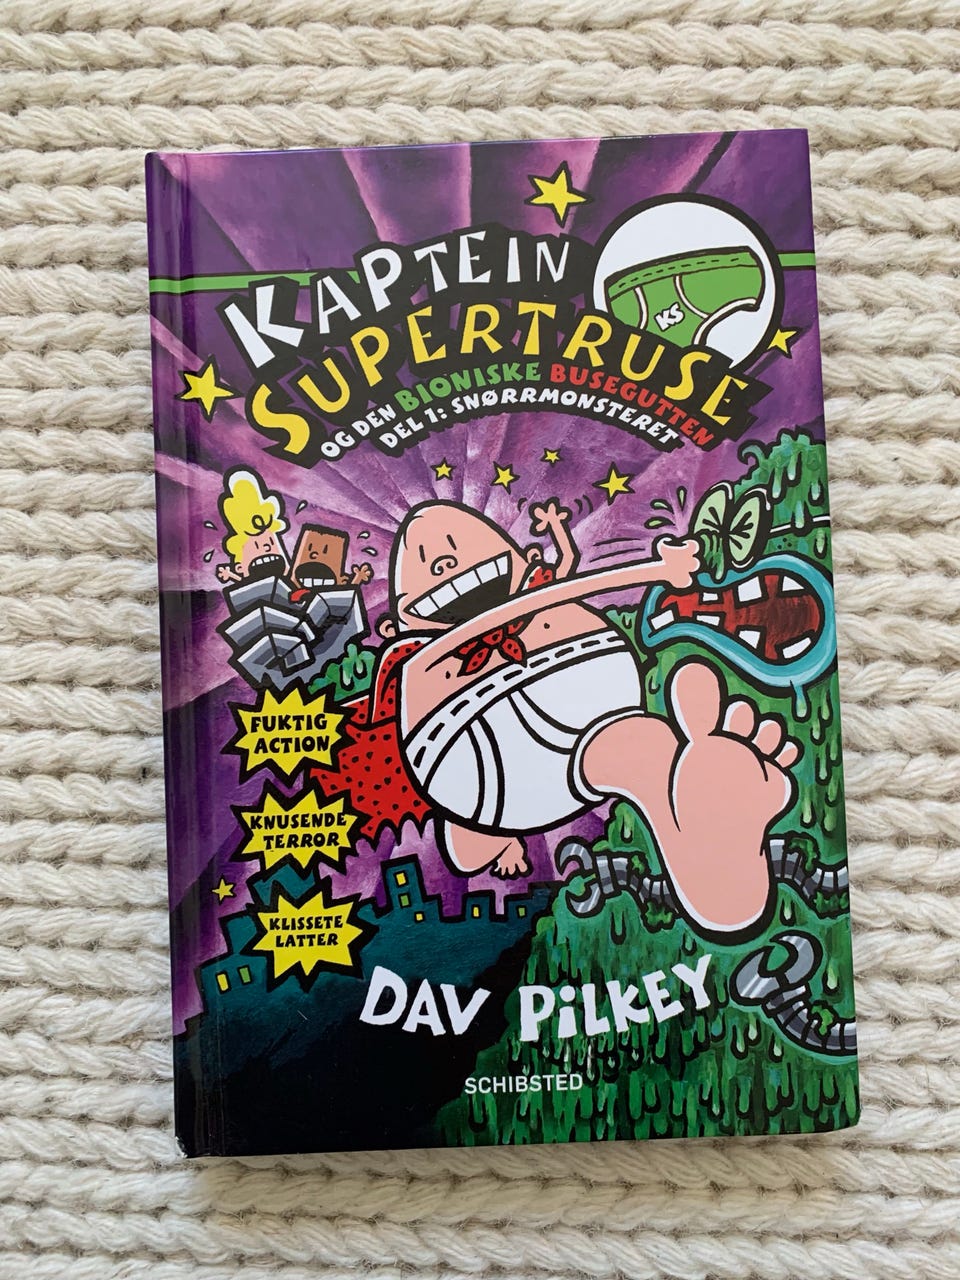 KAPTEIN
SUPERTRUSE
KS
OG DEN BIONISKE BUSEGUTTEN
DEL 1: SNØRRMONSTERET
FUKTIG
ACTION
KNUSENDE
TERROR
KLISSETE
LATTER
DAV PiLKEY
SCHIBSTED